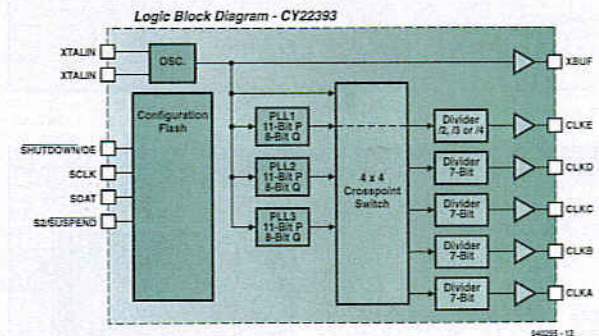 Logic Block Diagram - CY22393
XTALIN
XTALIN
OSC.
XBUF
Configuration
Flash
PLL1
11-Bit P
8-Bit Q
PLL2
11-Bit P
8-Bit Q
PLL3
11-Bit P
8-Bit Q
4 x 4
Crosspoint
Switch
Divider
/2, /3 or /4
Divider
7-Bit
Divider
7-Bit
Divider
7-Bit
Divider
7-Bit
CLKE
CLKD
CLKC
CLKB
CLKA
SHUTDOWN/OE
SCLK
SDAT
S2/SUSPEND
040295 - 12